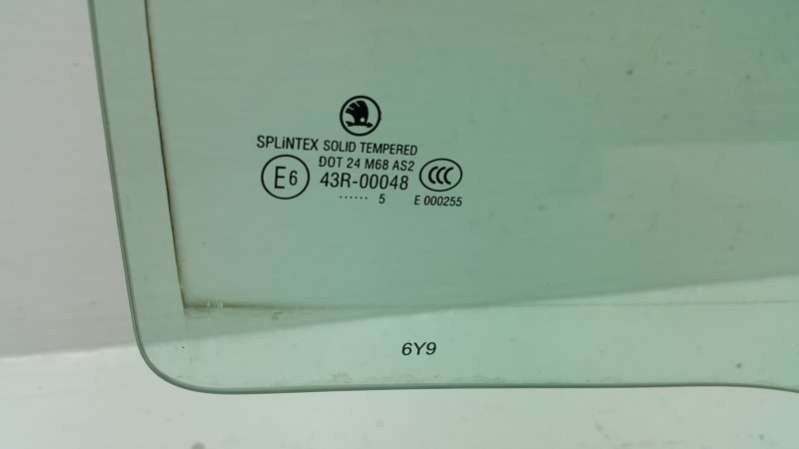 SPLiNTEX SOLID TEMPERED
DOT 24 M68 AS2
E6 43R-00048 CCC
...... 5 E 000255
6Y9